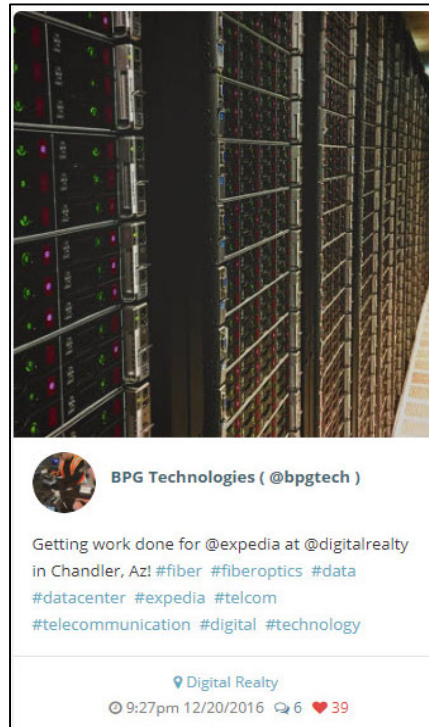 BPG Technologies ( @bpgtech )
Getting work done for @expedia at @digitalrealty
in Chandler, Az! #fiber #fiberoptics #data
#datacenter #expedia #telcom
#telecommunication #digital #technology
Digital Realty
9:27pm 12/20/2016 6 39